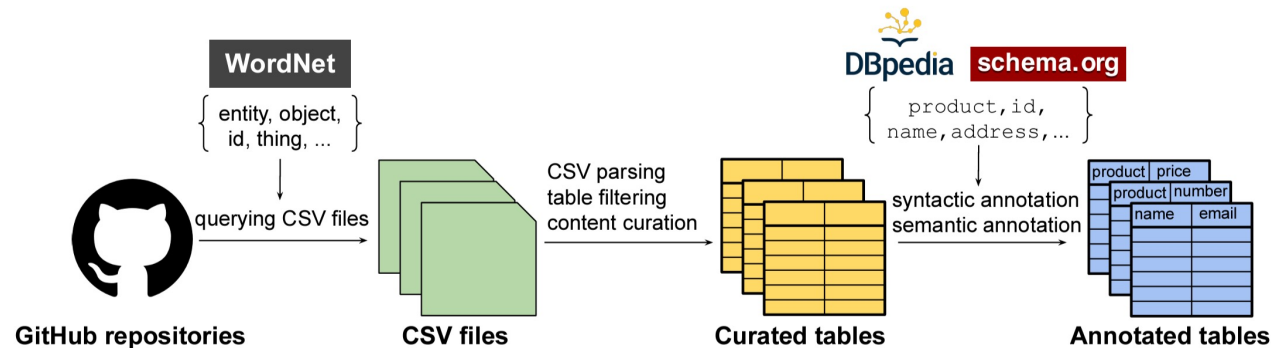 WordNet
entity, object,
id, thing, ...
querying CSV files
GitHub repositories
CSV files
CSV parsing
table filtering
content curation
Curated tables
DBpedia
schema.org
product,id,
name,address,...
syntactic annotation
semantic annotation
product price
product number
name email
Annotated tables